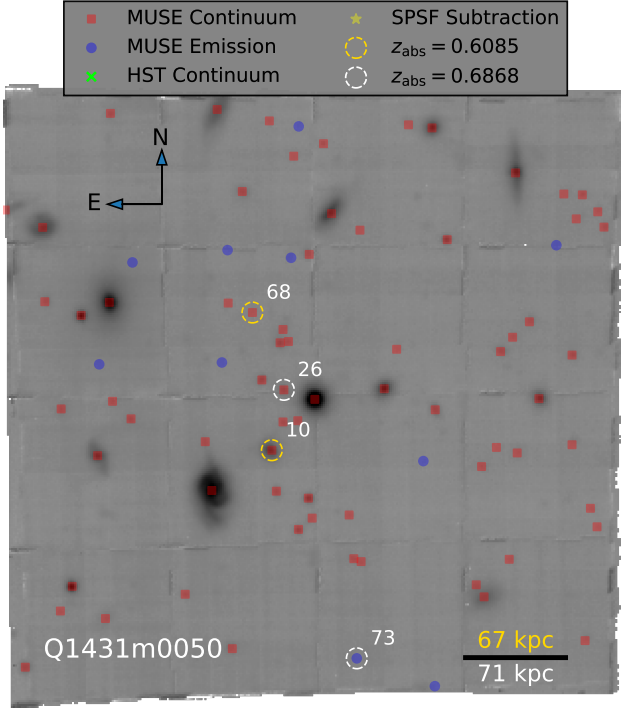 MUSE Continuum
MUSE Emission
HST Continuum
SPSF Subtraction
z_abs = 0.6085
z_abs = 0.6868
N
E
68
26
10
73
Q1431m0050
67 kpc
71 kpc